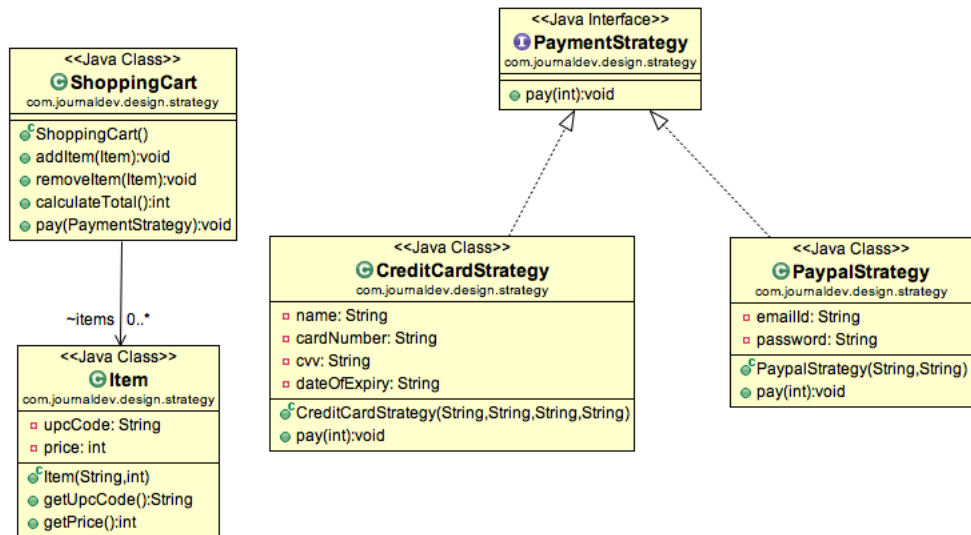 <<Java Class>>
ShoppingCart
com.journaldev.design.strategy
ShoppingCart()
addItem(Item):void
removeItem(Item):void
calculateTotal():int
pay(PaymentStrategy):void
~items 0..*
<<Java Class>>
Item
com.journaldev.design.strategy
upcCode: String
price: int
Item(String,int)
getUpcCode():String
getPrice():int
<<Java Interface>>
PaymentStrategy
com.journaldev.design.strategy
pay(int):void
<<Java Class>>
CreditCardStrategy
com.journaldev.design.strategy
name: String
cardNumber: String
cvv: String
dateOfExpiry: String
CreditCardStrategy(String,String,String,String)
pay(int):void
<<Java Class>>
PaypalStrategy
com.journaldev.design.strategy
emailId: String
password: String
PaypalStrategy(String,String)
pay(int):void